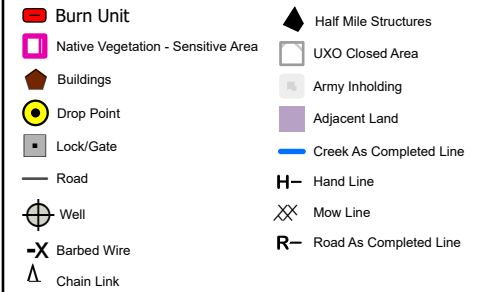 Burn Unit
Native Vegetation - Sensitive Area
Buildings
Drop Point
Lock/Gate
Road
Well
-X Barbed Wire
Chain Link
Half Mile Structures
UXO Closed Area
Army Inholding
Adjacent Land
Creek As Completed Line
H– Hand Line
Mow Line
R– Road As Completed Line